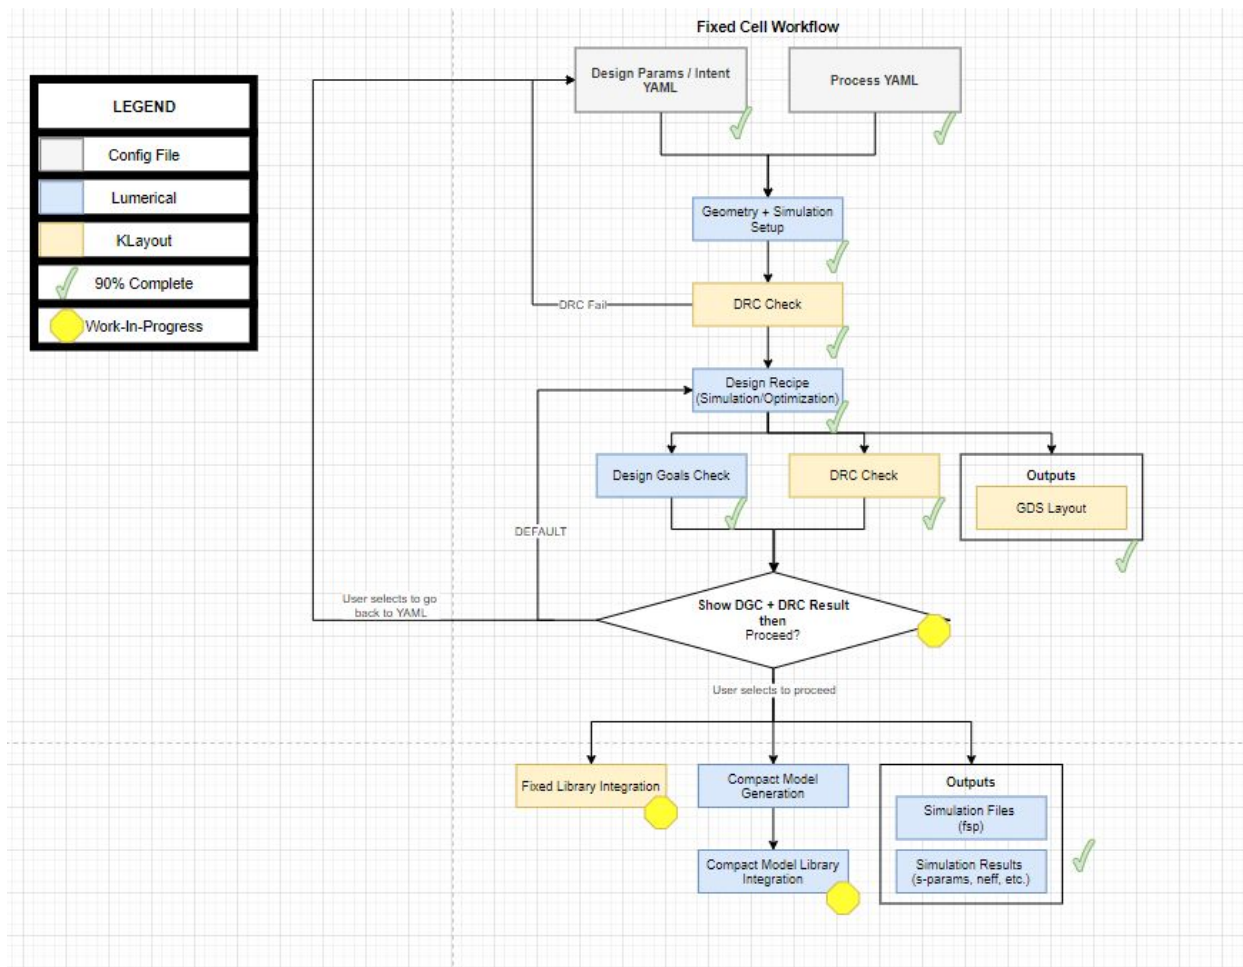 Fixed Cell Workflow
LEGEND
Config File
Lumerical
KLayout
90% Complete
Work-In-Progress
Design Params / Intent
YAML
Process YAML
Geometry + Simulation
Setup
DRC Fail
DRC Check
Design Recipe
(Simulation/Optimization)
Design Goals Check
DRC Check
Outputs
GDS Layout
DEFAULT
User selects to go
back to YAML
Show DGC + DRC Result
then
Proceed?
User selects to proceed
Fixed Library Integration
Compact Model
Generation
Compact Model Library
Integration
Outputs
Simulation Files
(fsp)
Simulation Results
(s-params, neff, etc.)